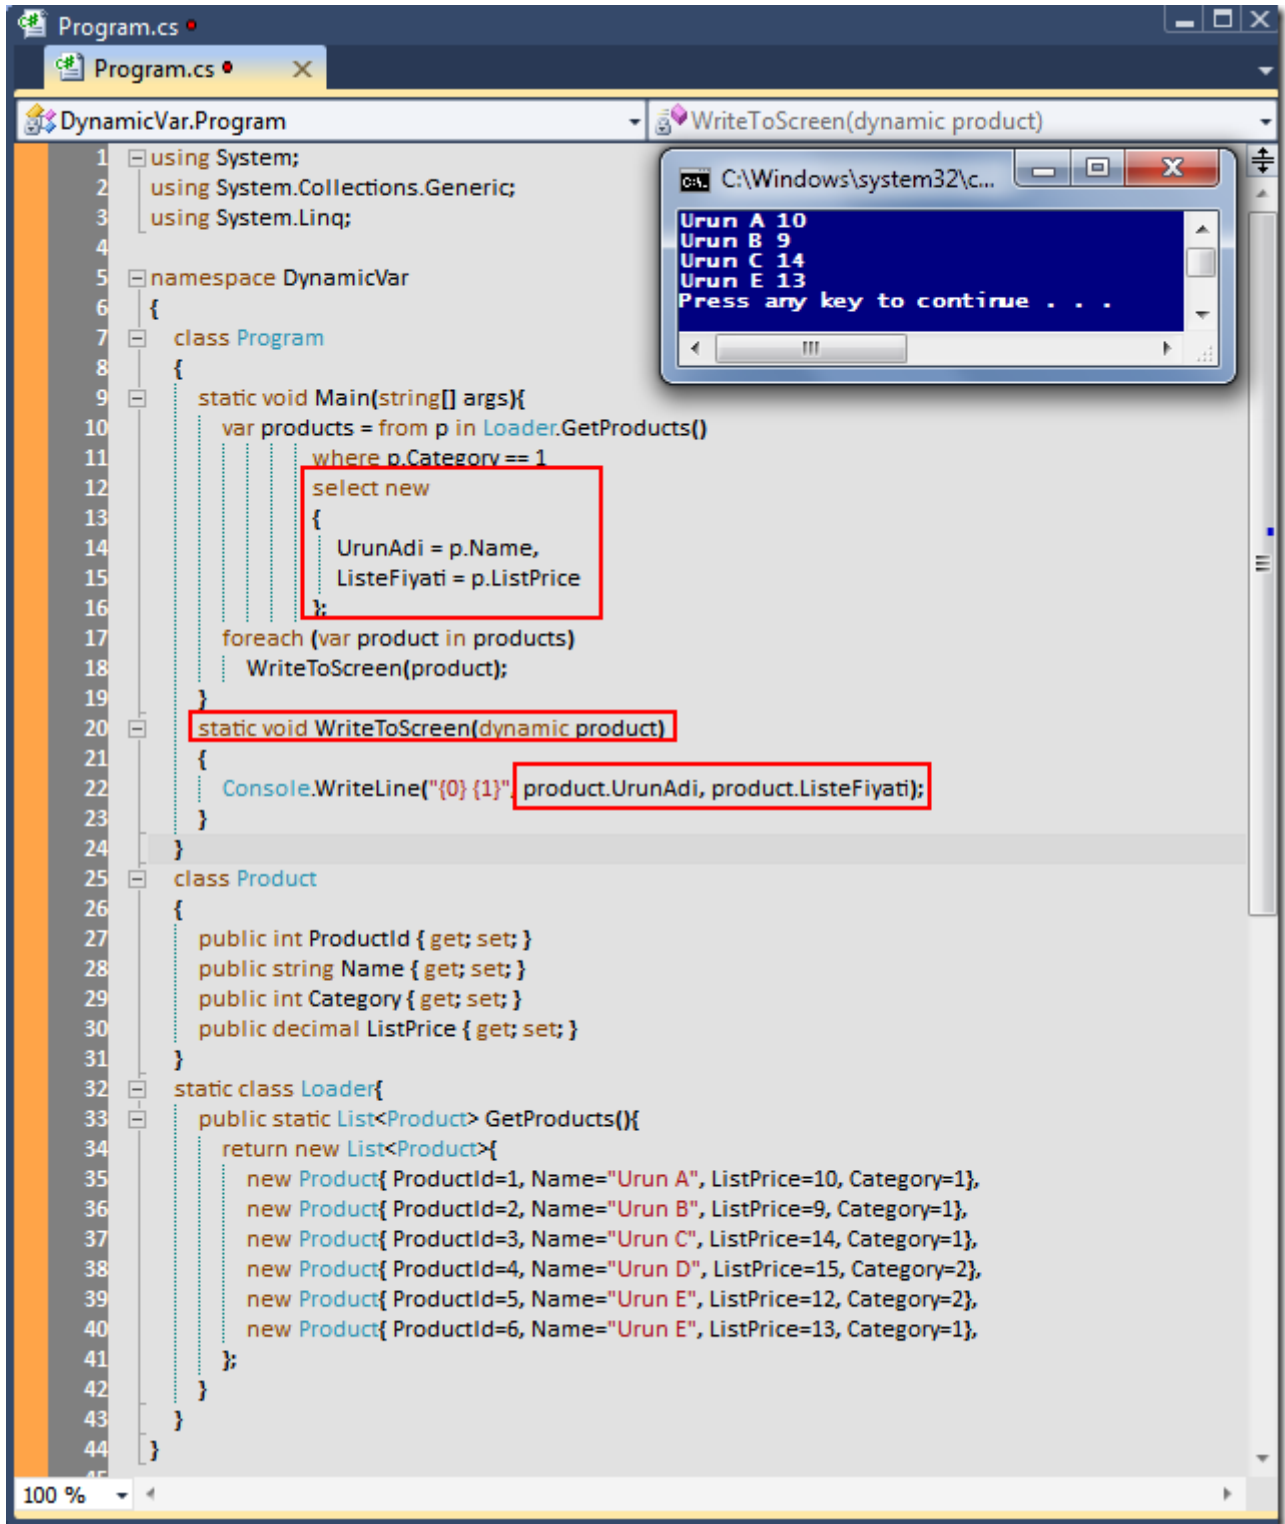 Program.cs
Program.cs
DynamicVar.Program
WriteToScreen(dynamic product)
C:\Windows\system32\c...
Urun A 10
Urun B 9
Urun C 14
Urun E 13
Press any key to continue . . .
1 using System;
2 using System.Collections.Generic;
3 using System.Linq;
4
5 namespace DynamicVar
6 {
7 class Program
8 {
9 static void Main(string[] args){
10 var products = from p in Loader.GetProducts()
11 where p.Category == 1
12 select new
13 {
14 UrunAdi = p.Name,
15 ListeFiyati = p.ListPrice
16 };
17 foreach (var product in products)
18 WriteToScreen(product);
19 }
20 static void WriteToScreen(dynamic product)
21 {
22 Console.WriteLine("{0} {1}", product.UrunAdi, product.ListeFiyati);
23 }
24 }
25 class Product
26 {
27 public int ProductId { get; set; }
28 public string Name { get; set; }
29 public int Category { get; set; }
30 public decimal ListPrice { get; set; }
31 }
32 static class Loader{
33 public static List<Product> GetProducts(){
34 return new List<Product>{
35 new Product{ ProductId=1, Name="Urun A", ListPrice=10, Category=1},
36 new Product{ ProductId=2, Name="Urun B", ListPrice=9, Category=1},
37 new Product{ ProductId=3, Name="Urun C", ListPrice=14, Category=1},
38 new Product{ ProductId=4, Name="Urun D", ListPrice=15, Category=2},
39 new Product{ ProductId=5, Name="Urun E", ListPrice=12, Category=2},
40 new Product{ ProductId=6, Name="Urun E", ListPrice=13, Category=1},
41 };
42 }
43 }
44 }
100 %